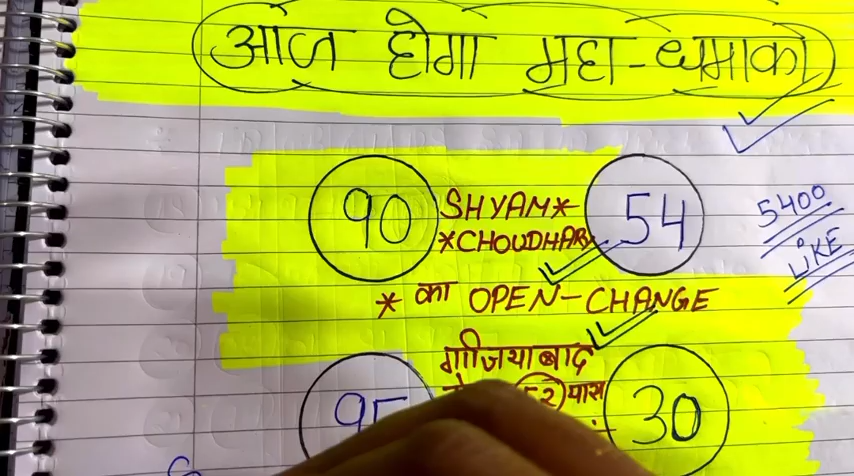 आज होगा महा-धमाका
90 SHYAM* 54
*CHOUDHARY
5400
LIKE
* का OPEN-CHANGE
गाजियाबाद
52 पास
95 30